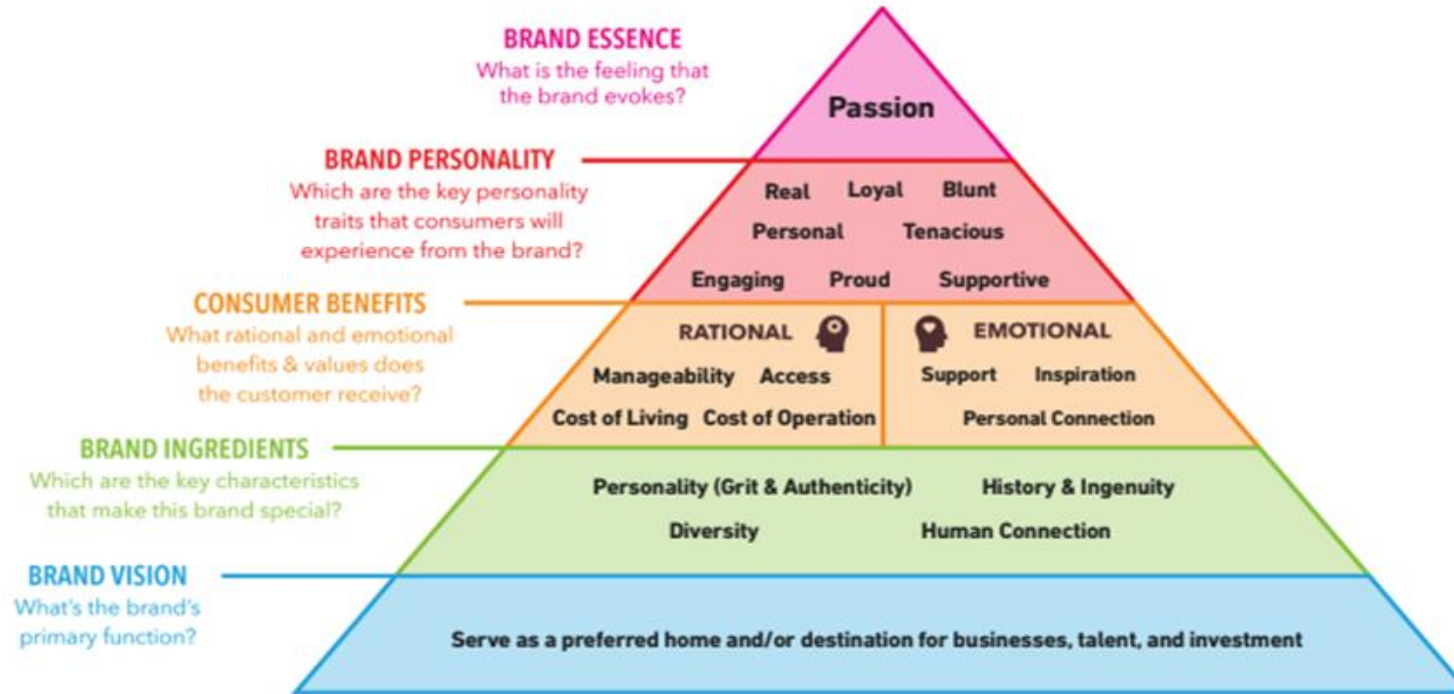 BRAND ESSENCE
What is the feeling that
the brand evokes?
Passion
BRAND PERSONALITY
Which are the key personality
traits that consumers will
experience from the brand?
Real Loyal Blunt
Personal Tenacious
Engaging Proud Supportive
CONSUMER BENEFITS
What rational and emotional
benefits & values does
the customer receive?
RATIONAL
Manageability Access
Cost of Living Cost of Operation
EMOTIONAL
Support Inspiration
Personal Connection
BRAND INGREDIENTS
Which are the key characteristics
that make this brand special?
Personality (Grit & Authenticity) History & Ingenuity
Diversity Human Connection
BRAND VISION
What's the brand's
primary function?
Serve as a preferred home and/or destination for businesses, talent, and investment